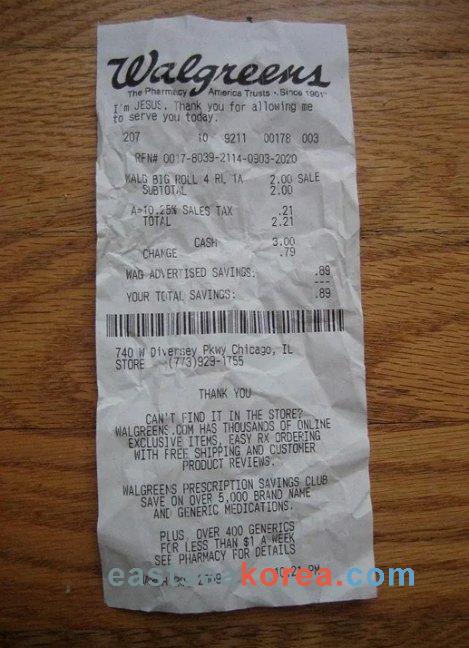 Walgreens
The Pharmacy America Trusts • Since 1901
I'm JESUS. Thank you for allowing me
to serve you today.
207 10 9211 00178 003
RFN# 0017-8039-2114-0903-2020
WALG BIG ROLL 4 RL 1A 2.00 SALE
SUBTOTAL 2.00
A=10.25% SALES TAX .21
TOTAL 2.21
CASH 3.00
CHANGE .79
WAG ADVERTISED SAVINGS: .89
---
YOUR TOTAL SAVINGS: .89
740 W Diversey Pkwy Chicago, IL
STORE (773)929-1755
THANK YOU
CAN'T FIND IT IN THE STORE?
WALGREENS.COM HAS THOUSANDS OF ONLINE
EXCLUSIVE ITEMS, EASY RX ORDERING
WITH FREE SHIPPING AND CUSTOMER
PRODUCT REVIEWS.
WALGREENS PRESCRIPTION SAVINGS CLUB
SAVE ON OVER 5,000 BRAND NAME
AND GENERIC MEDICATIONS.
PLUS, OVER 400 GENERICS
FOR LESS THAN $1 A WEEK
SEE PHARMACY FOR DETAILS
10:21 PM
korea.com